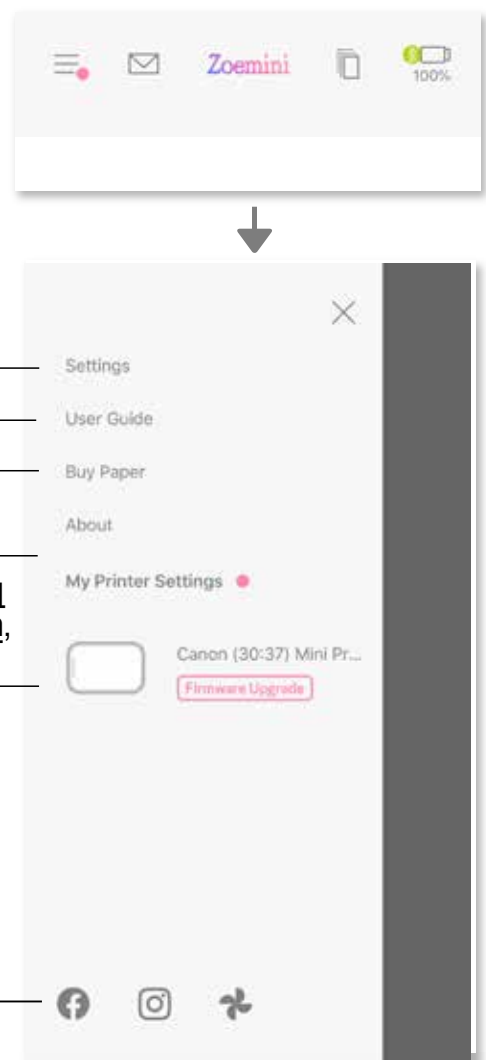 Zoemini
100%
Settings
User Guide
Buy Paper
About
My Printer Settings
Canon (30:37) Mini Pr...
Firmware Upgrade